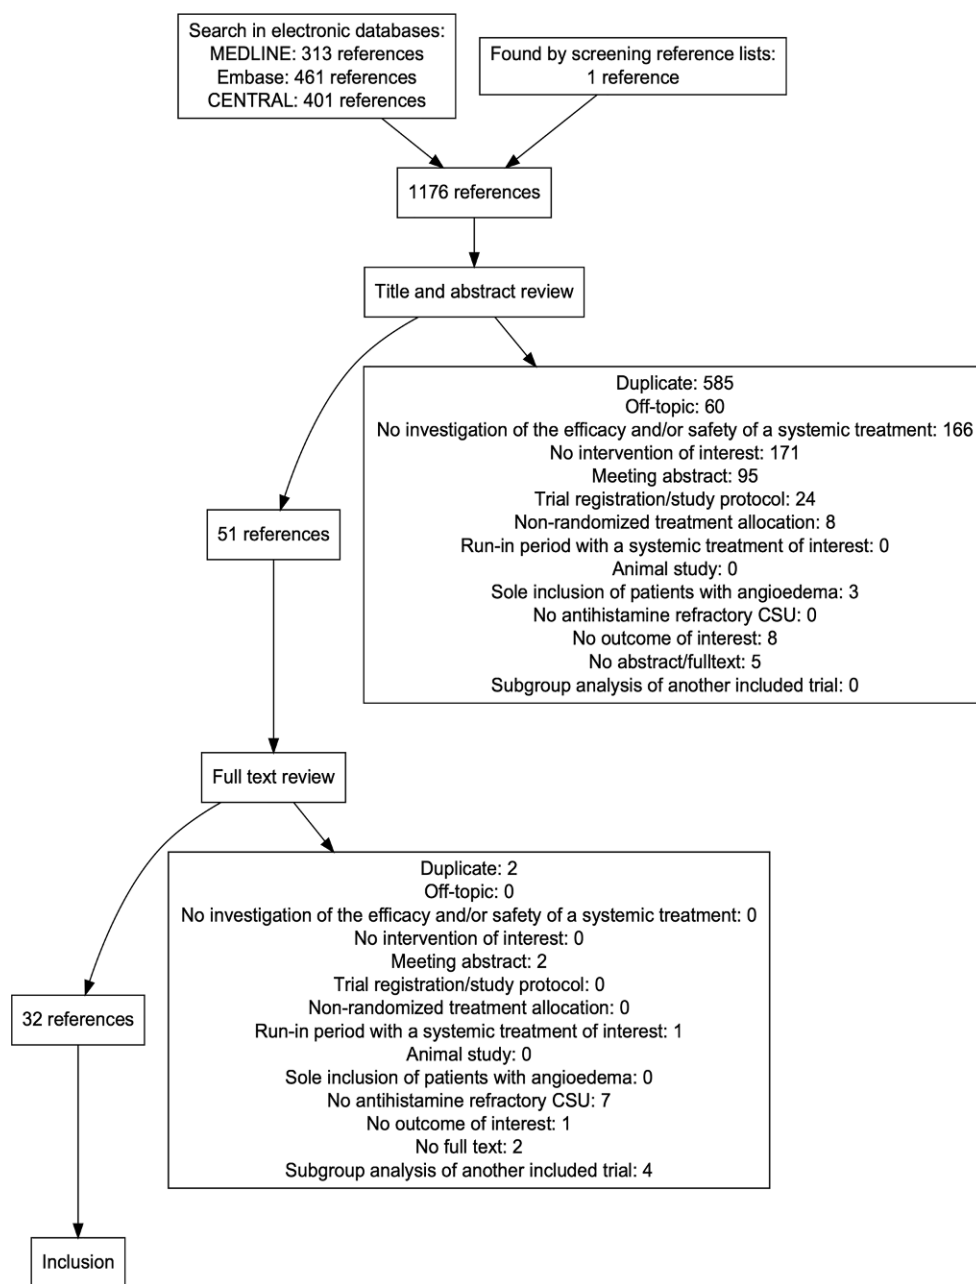 Search in electronic databases:
MEDLINE: 313 references
Embase: 461 references
CENTRAL: 401 references
Found by screening reference lists:
1 reference
1176 references
Title and abstract review
Duplicate: 585
Off-topic: 60
No investigation of the efficacy and/or safety of a systemic treatment: 166
No intervention of interest: 171
Meeting abstract: 95
Trial registration/study protocol: 24
Non-randomized treatment allocation: 8
Run-in period with a systemic treatment of interest: 0
Animal study: 0
Sole inclusion of patients with angioedema: 3
No antihistamine refractory CSU: 0
No outcome of interest: 8
No abstract/fulltext: 5
Subgroup analysis of another included trial: 0
51 references
Full text review
Duplicate: 2
Off-topic: 0
No investigation of the efficacy and/or safety of a systemic treatment: 0
No intervention of interest: 0
Meeting abstract: 2
Trial registration/study protocol: 0
Non-randomized treatment allocation: 0
Run-in period with a systemic treatment of interest: 1
Animal study: 0
Sole inclusion of patients with angioedema: 0
No antihistamine refractory CSU: 7
No outcome of interest: 1
No full text: 2
Subgroup analysis of another included trial: 4
32 references
Inclusion